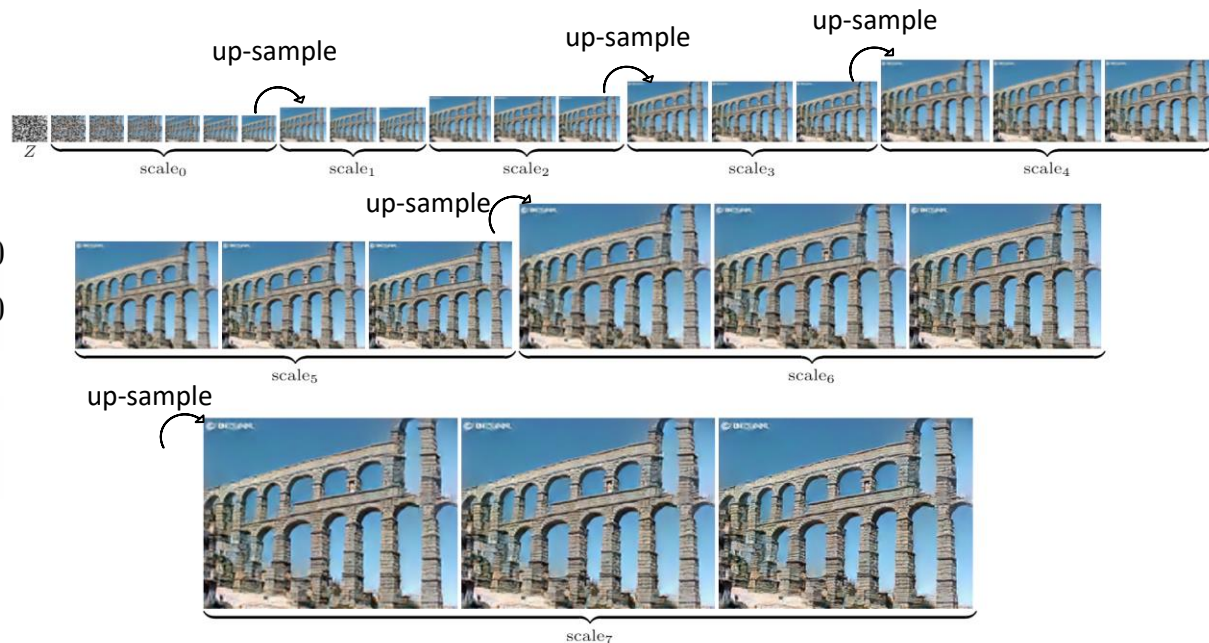 up-sample
up-sample
up-sample
Z
scale₀
scale₁
scale₂
scale₃
scale₄
up-sample
scale₅
scale₆
up-sample
scale₇